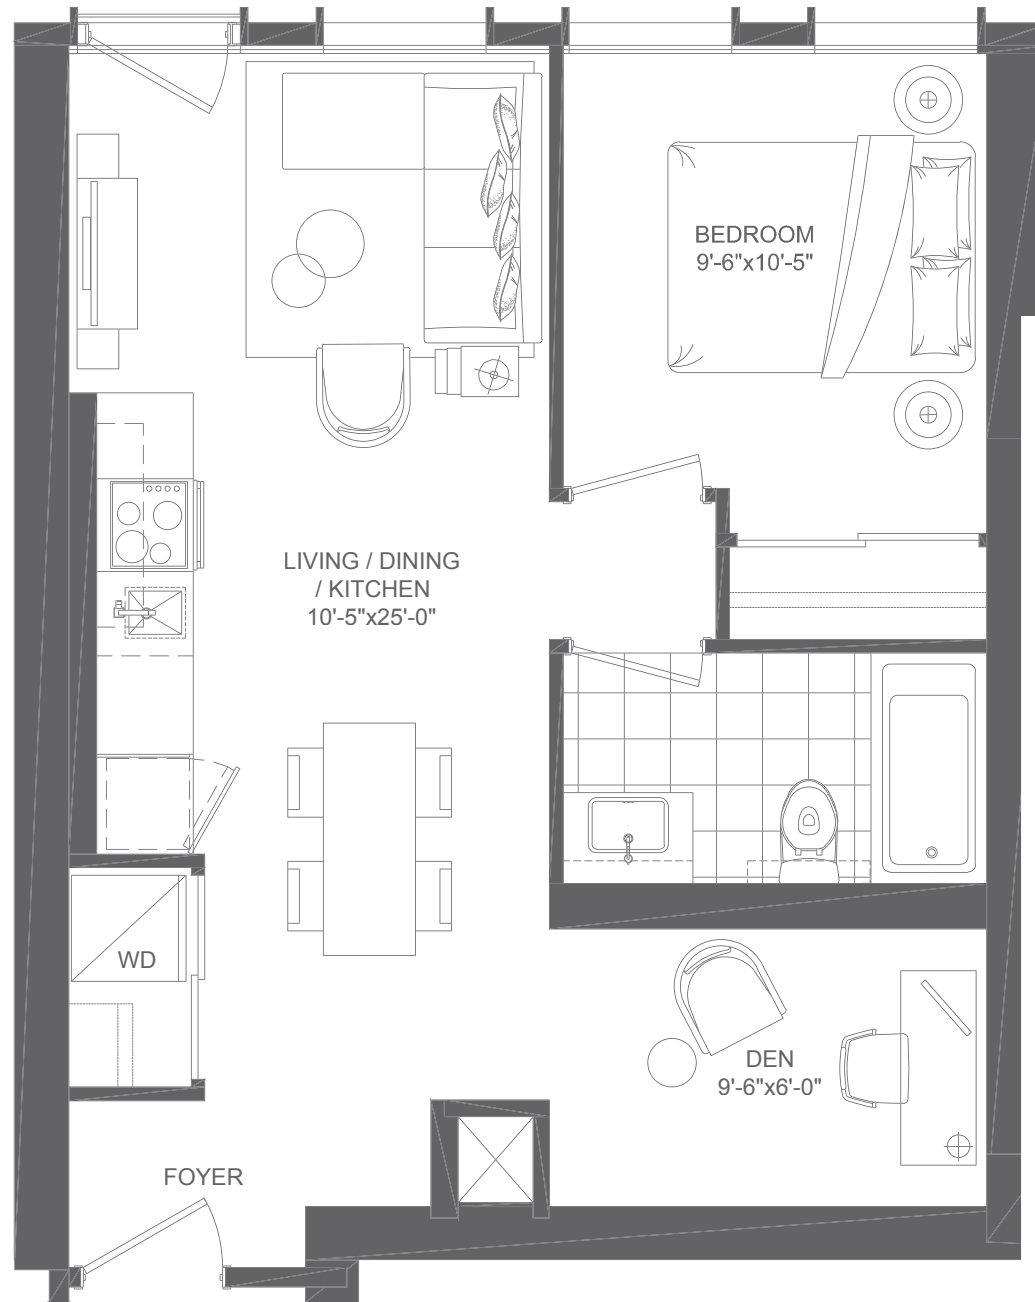 BEDROOM
9'-6"x10'-5"
LIVING / DINING
/ KITCHEN
10'-5"x25'-0"
WD
DEN
9'-6"x6'-0"
FOYER